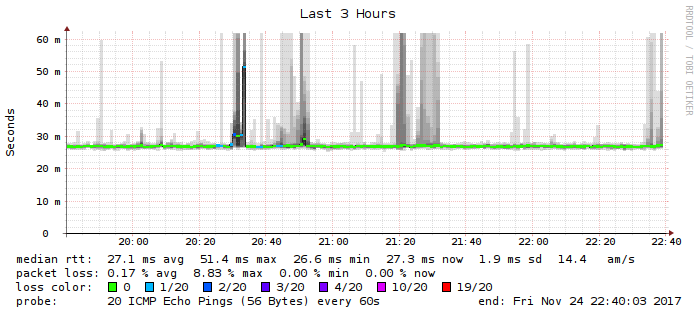 Last 3 Hours
RRDTOOL / TOBI OETIKER
Seconds
60 m
50 m
40 m
30 m
20 m
10 m
0
20:00 20:20 20:40 21:00 21:20 21:40 22:00 22:20 22:40
median rtt: 27.1 ms avg 51.4 ms max 26.6 ms min 27.3 ms now 1.9 ms sd 14.4 am/s
packet loss: 0.17 % avg 8.83 % max 0.00 % min 0.00 % now
loss color: 0 1/20 2/20 3/20 4/20 10/20 19/20
probe: 20 ICMP Echo Pings (56 Bytes) every 60s end: Fri Nov 24 22:40:03 2017